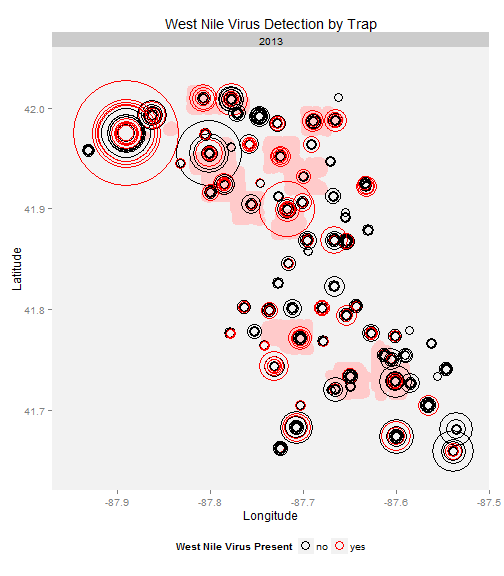 West Nile Virus Detection by Trap
2013
42.0
41.9
41.8
41.7
Latitude
-87.9 -87.8 -87.7 -87.6 -87.5
Longitude
West Nile Virus Present no yes